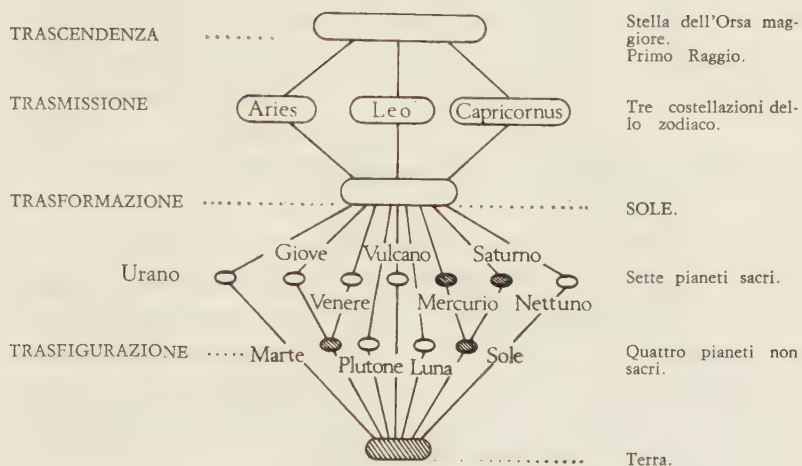 TRASCENDENZA ........
Stella dell'Orsa mag-
giore.
Primo Raggio.
TRASMISSIONE
Aries
Leo
Capricornus
Tre costellazioni del-
lo zodiaco.
TRASFORMAZIONE
SOLE.
Giove Vulcano Saturno
Urano
Sette pianeti sacri.
Venere Mercurio Nettuno
TRASFIGURAZIONE ..... Marte
Sole
Quattro pianeti non
sacri.
Plutone Luna
Terra.